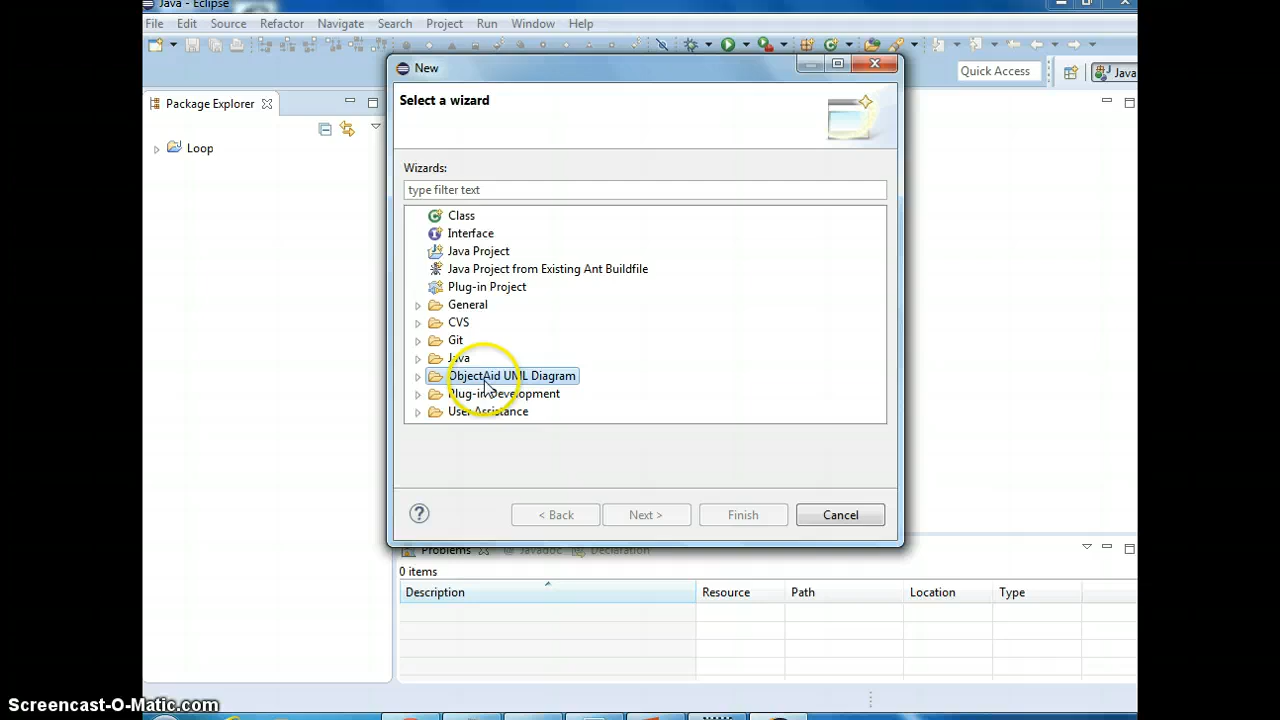 Java - Eclipse
File Edit Source Refactor Navigate Search Project Run Window Help
Quick Access
Java
Package Explorer
Loop
New
Select a wizard
Wizards:
type filter text
Class
Interface
Java Project
Java Project from Existing Ant Buildfile
Plug-in Project
General
CVS
Git
Java
ObjectAid UML Diagram
Plug-in Development
User Assistance
< Back Next > Finish Cancel
Problems @ Javadoc Declaration
0 items
Description Resource Path Location Type
Screencast-O-Matic.com